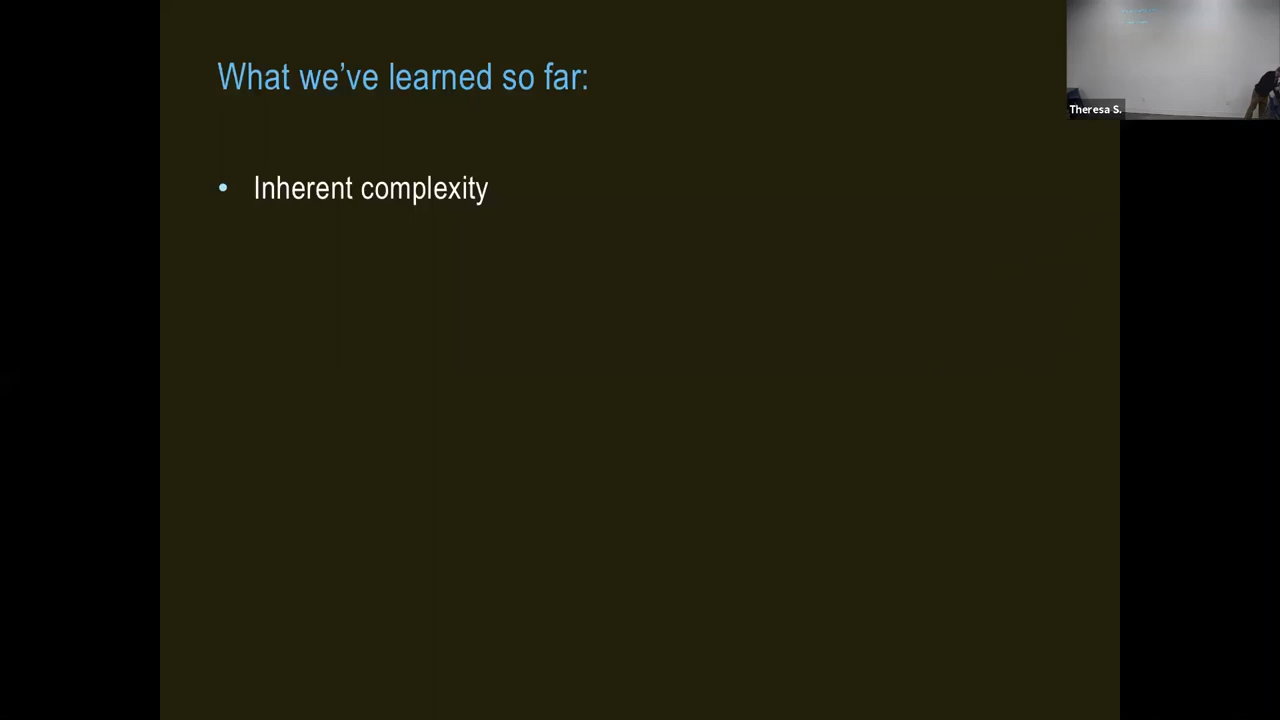 What we've learned so far:
• Inherent complexity
Theresa S.